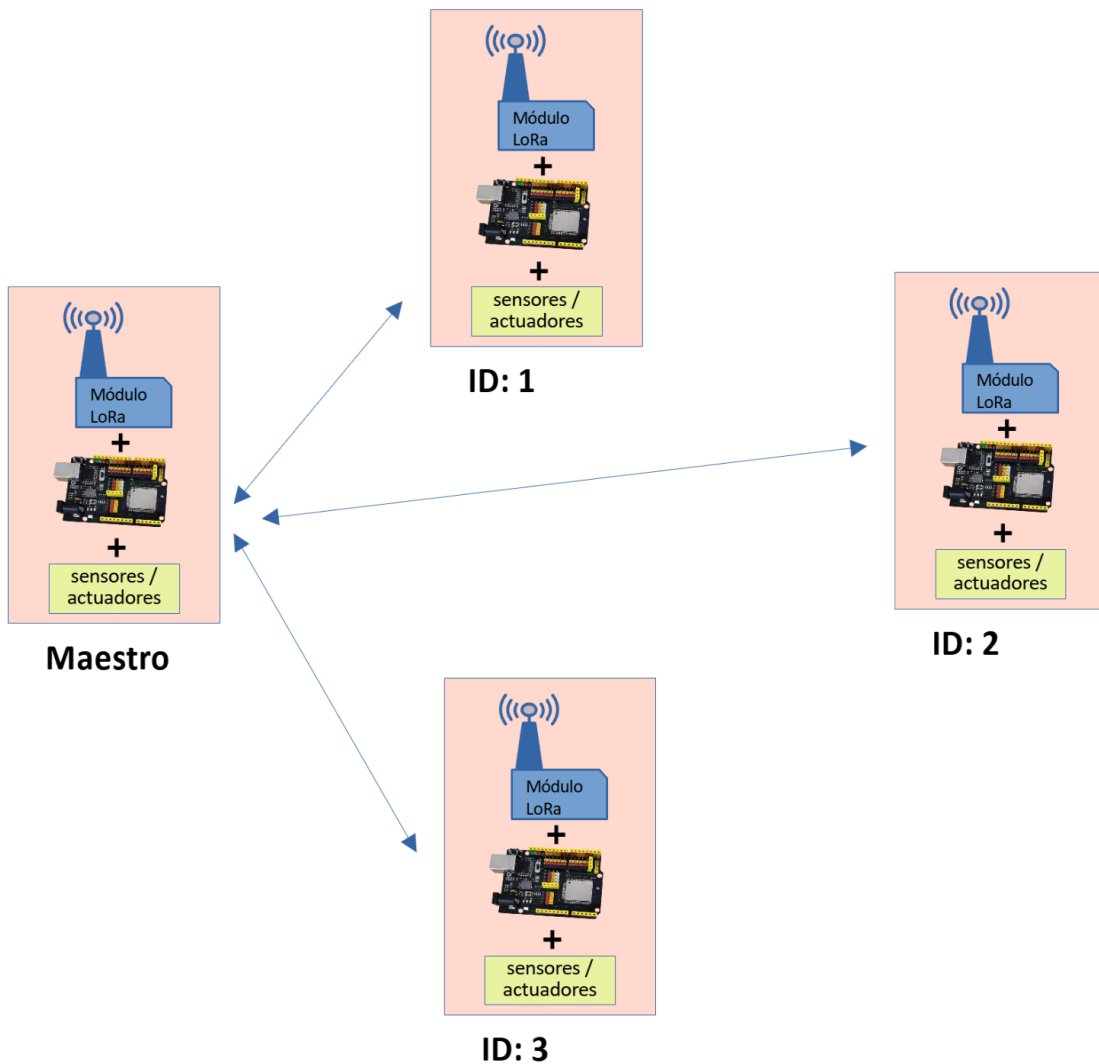 Módulo
LoRa
+
+
sensores /
actuadores
ID: 1
Módulo
LoRa
+
+
sensores /
actuadores
Maestro
Módulo
LoRa
+
+
sensores /
actuadores
ID: 2
Módulo
LoRa
+
+
sensores /
actuadores
ID: 3